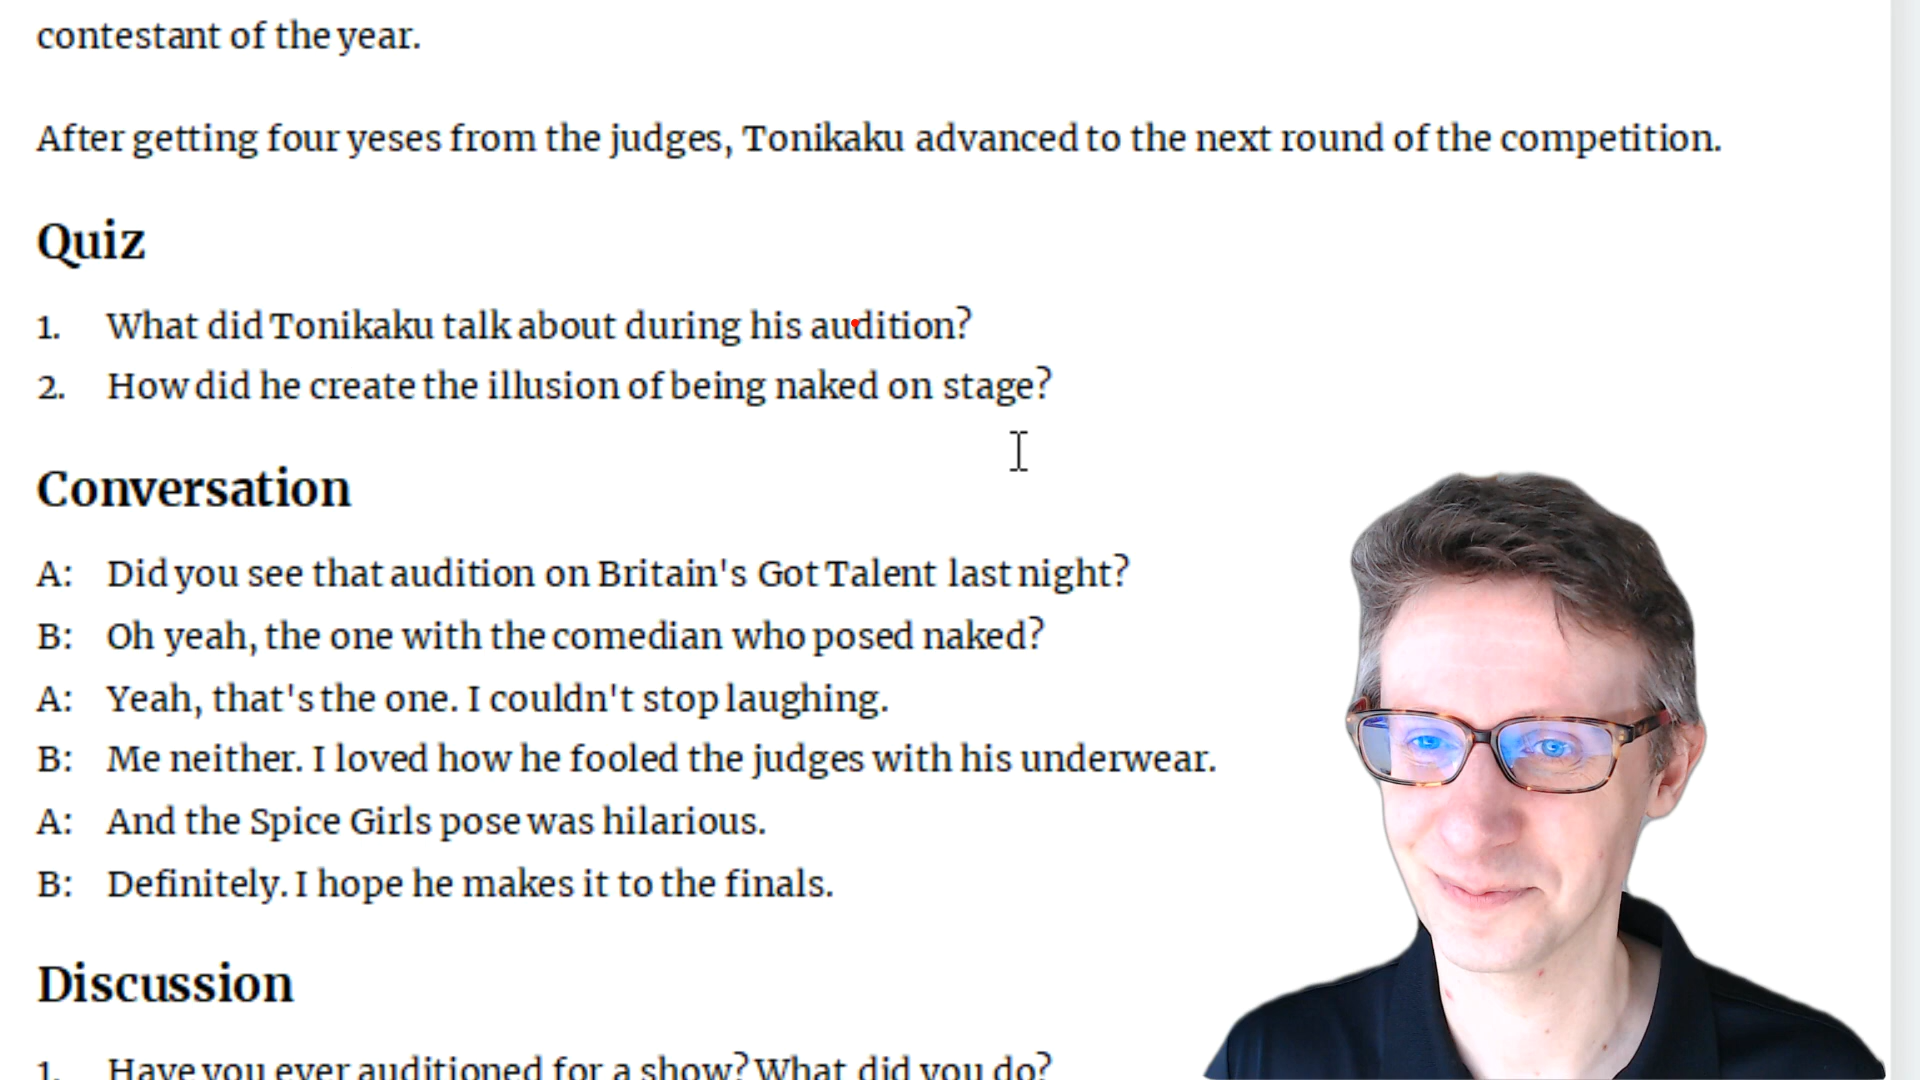 contestant of the year.
After getting four yeses from the judges, Tonikaku advanced to the next round of the competition.
Quiz
1. What did Tonikaku talk about during his audition?
2. How did he create the illusion of being naked on stage?
Conversation
A: Did you see that audition on Britain's Got Talent last night?
B: Oh yeah, the one with the comedian who posed naked?
A: Yeah, that's the one. I couldn't stop laughing.
B: Me neither. I loved how he fooled the judges with his underwear.
A: And the Spice Girls pose was hilarious.
B: Definitely. I hope he makes it to the finals.
Discussion
1. Have you ever auditioned for a show? What did you do?